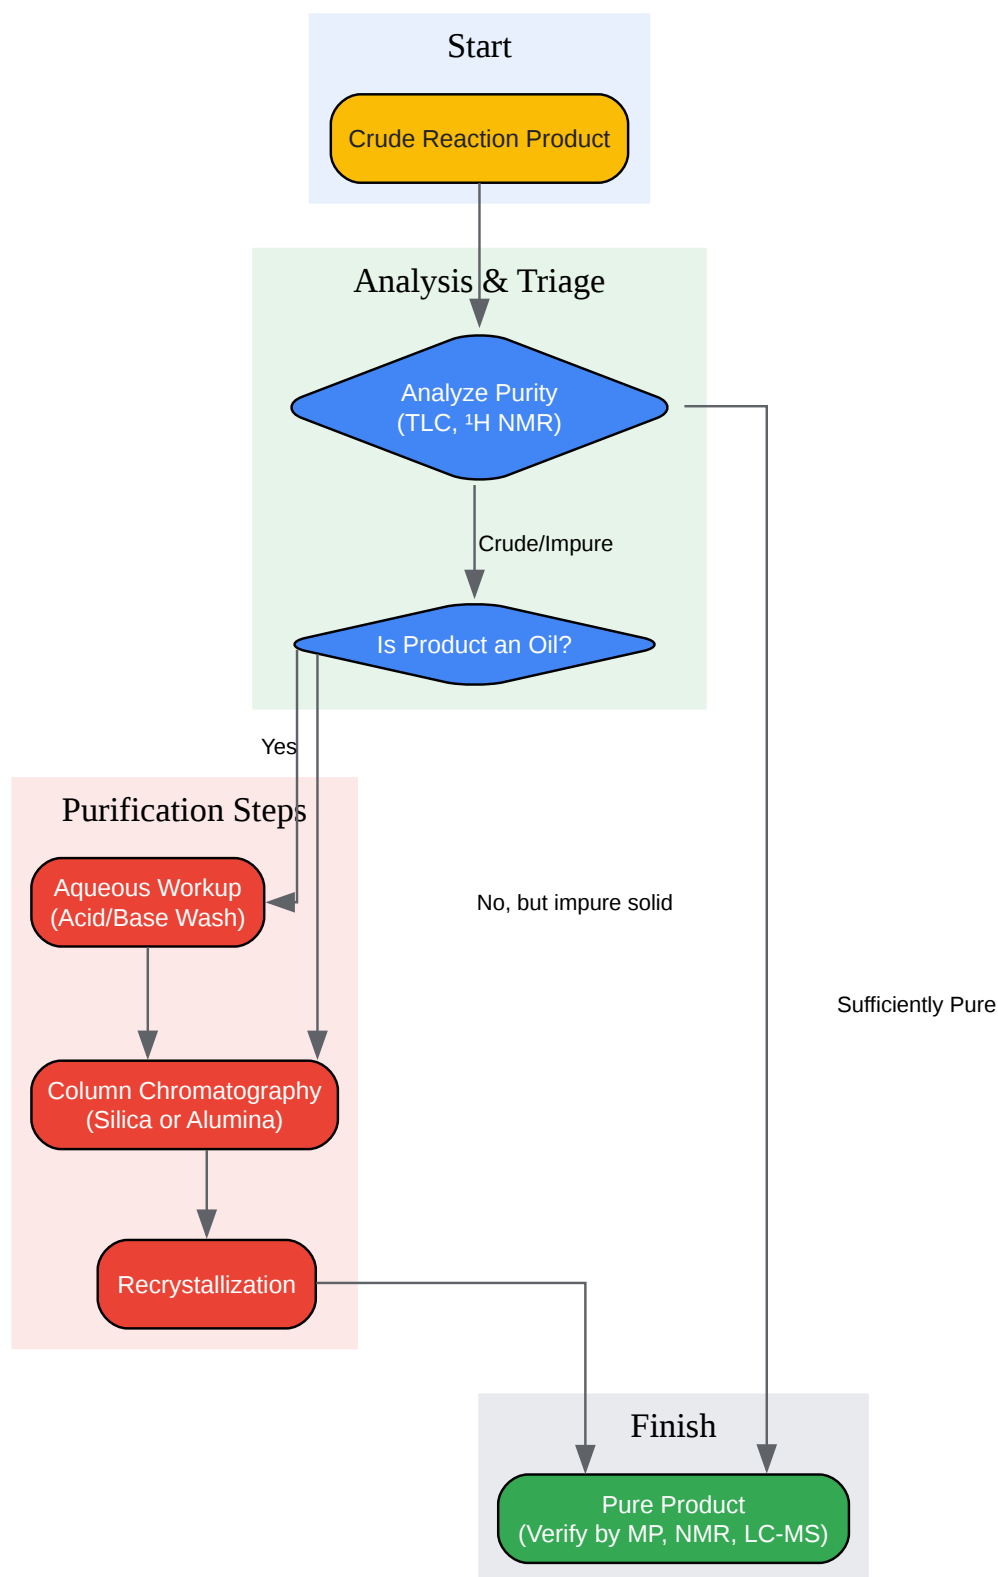 Start
Crude Reaction Product
Analysis & Triage
Analyze Purity
(TLC, ¹H NMR)
Crude/Impure
Is Product an Oil?
Yes
Purification Steps
Aqueous Workup
(Acid/Base Wash)
No, but impure solid
Sufficiently Pure
Column Chromatography
(Silica or Alumina)
Recrystallization
Finish
Pure Product
(Verify by MP, NMR, LC-MS)